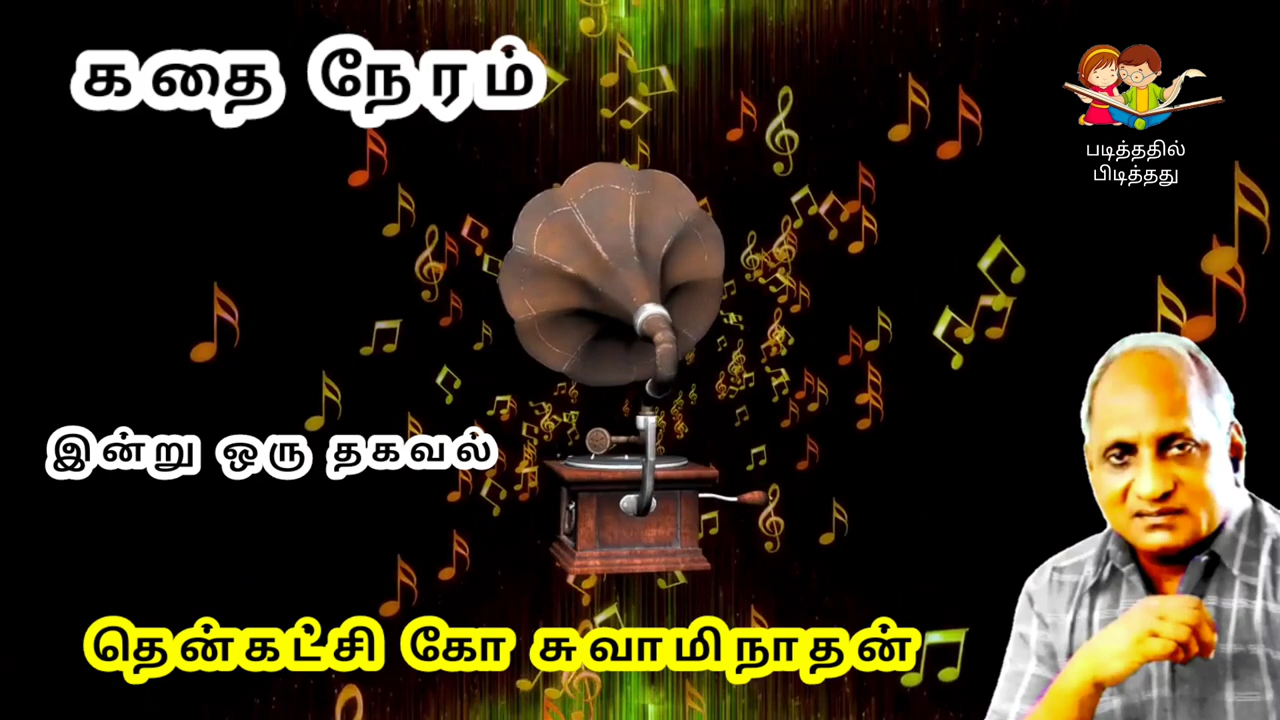 கதை நேரம்
படித்ததில்
பிடித்தது
இன்று ஒரு தகவல்
தென்கட்சி கோ சுவாமிநாதன்